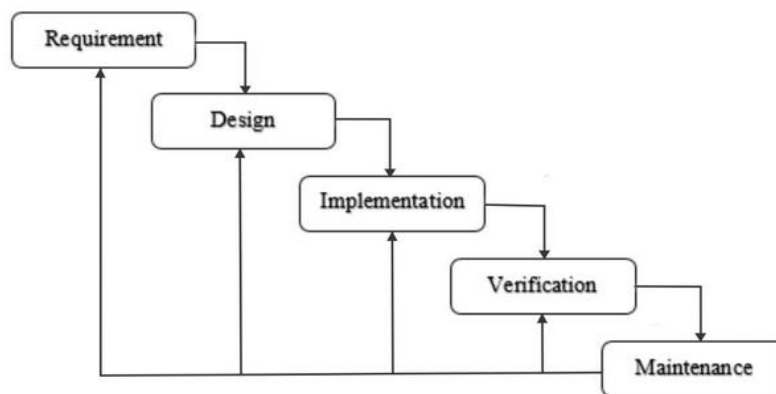 Requirement
Design
Implementation
Verification
Maintenance